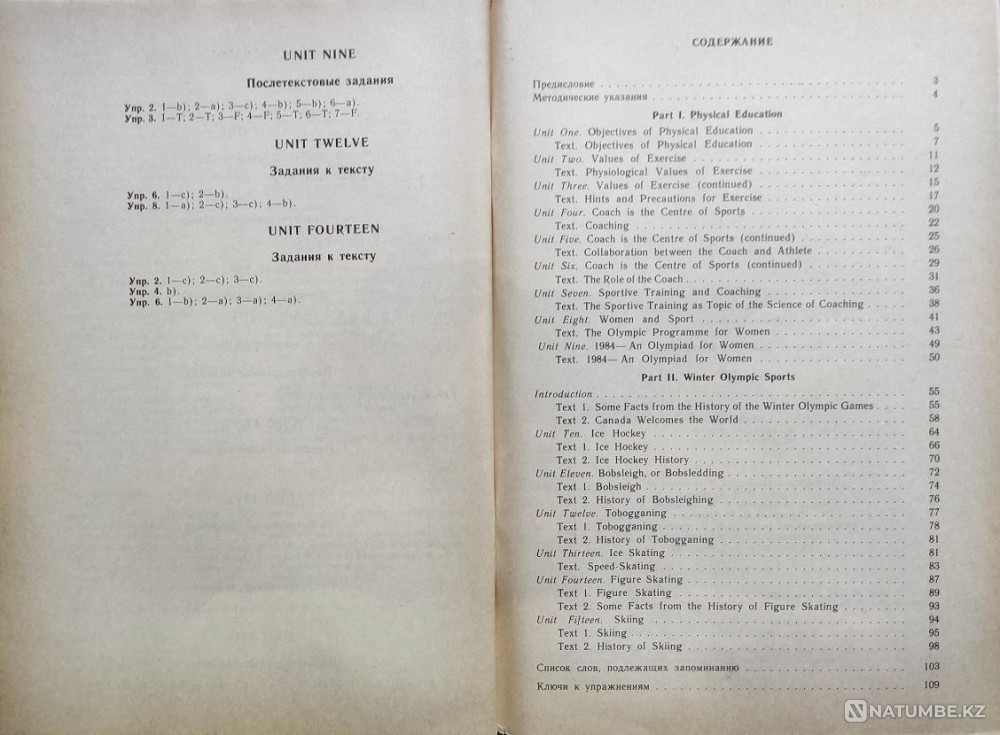 UNIT NINE
Послетекстовые задания
Упр. 2. 1—b); 2—a); 3—c); 4—b); 5—b); 6—a).
Упр. 3. 1—T; 2—T; 3—F; 4—F; 5—T; 6—T; 7—F.
UNIT TWELVE
Задания к тексту
Упр. 6. 1—c); 2—b).
Упр. 8. 1—a); 2—c); 3—c); 4—b).
UNIT FOURTEEN
Задания к тексту
Упр. 2. 1—c); 2—c); 3—c).
Упр. 4. b).
Упр. 6. 1—b); 2—a); 3—a); 4—a).
СОДЕРЖАНИЕ
Предисловие . . . 3
Методические указания . . . 4
Part I. Physical Education
Unit One. Objectives of Physical Education . . . 5
Text. Objectives of Physical Education . . . 7
Unit Two. Values of Exercise . . . 11
Text. Physiological Values of Exercise . . . 12
Unit Three. Values of Exercise (continued) . . . 15
Text. Hints and Precautions for Exercise . . . 17
Unit Four. Coach is the Centre of Sports . . . 20
Text. Coaching . . . 22
Unit Five. Coach is the Centre of Sports (continued) . . . 25
Text. Collaboration between the Coach and Athlete . . . 26
Unit Six. Coach is the Centre of Sports (continued) . . . 29
Text. The Role of the Coach . . . 31
Unit Seven. Sportive Training and Coaching . . . 36
Text. The Sportive Training as Topic of the Science of Coaching . . . 38
Unit Eight. Women and Sport . . . 41
Text. The Olympic Programme for Women . . . 43
Unit Nine. 1984—An Olympiad for Women . . . 49
Text. 1984—An Olympiad for Women . . . 50
Part II. Winter Olympic Sports
Introduction . . . 55
Text 1. Some Facts from the History of the Winter Olympic Games . . . 55
Text 2. Canada Welcomes the World . . . 58
Unit Ten. Ice Hockey . . . 64
Text 1. Ice Hockey . . . 66
Text 2. Ice Hockey History . . . 70
Unit Eleven. Bobsleigh, or Bobsledding . . . 72
Text 1. Bobsleigh . . . 74
Text 2. History of Bobsleighing . . . 76
Unit Twelve. Tobogganing . . . 77
Text 1. Tobogganing . . . 78
Text 2. History of Tobogganing . . . 81
Unit Thirteen. Ice Skating . . . 81
Text. Speed-Skating . . . 83
Unit Fourteen. Figure Skating . . . 87
Text 1. Figure Skating . . . 89
Text 2. Some Facts from the History of Figure Skating . . . 93
Unit Fifteen. Skiing . . . 94
Text 1. Skiing . . . 95
Text 2. History of Skiing . . . 98
Список слов, подлежащих запоминанию . . . 103
Ключи к упражнениям . . . 109
NATUMBE.KZ